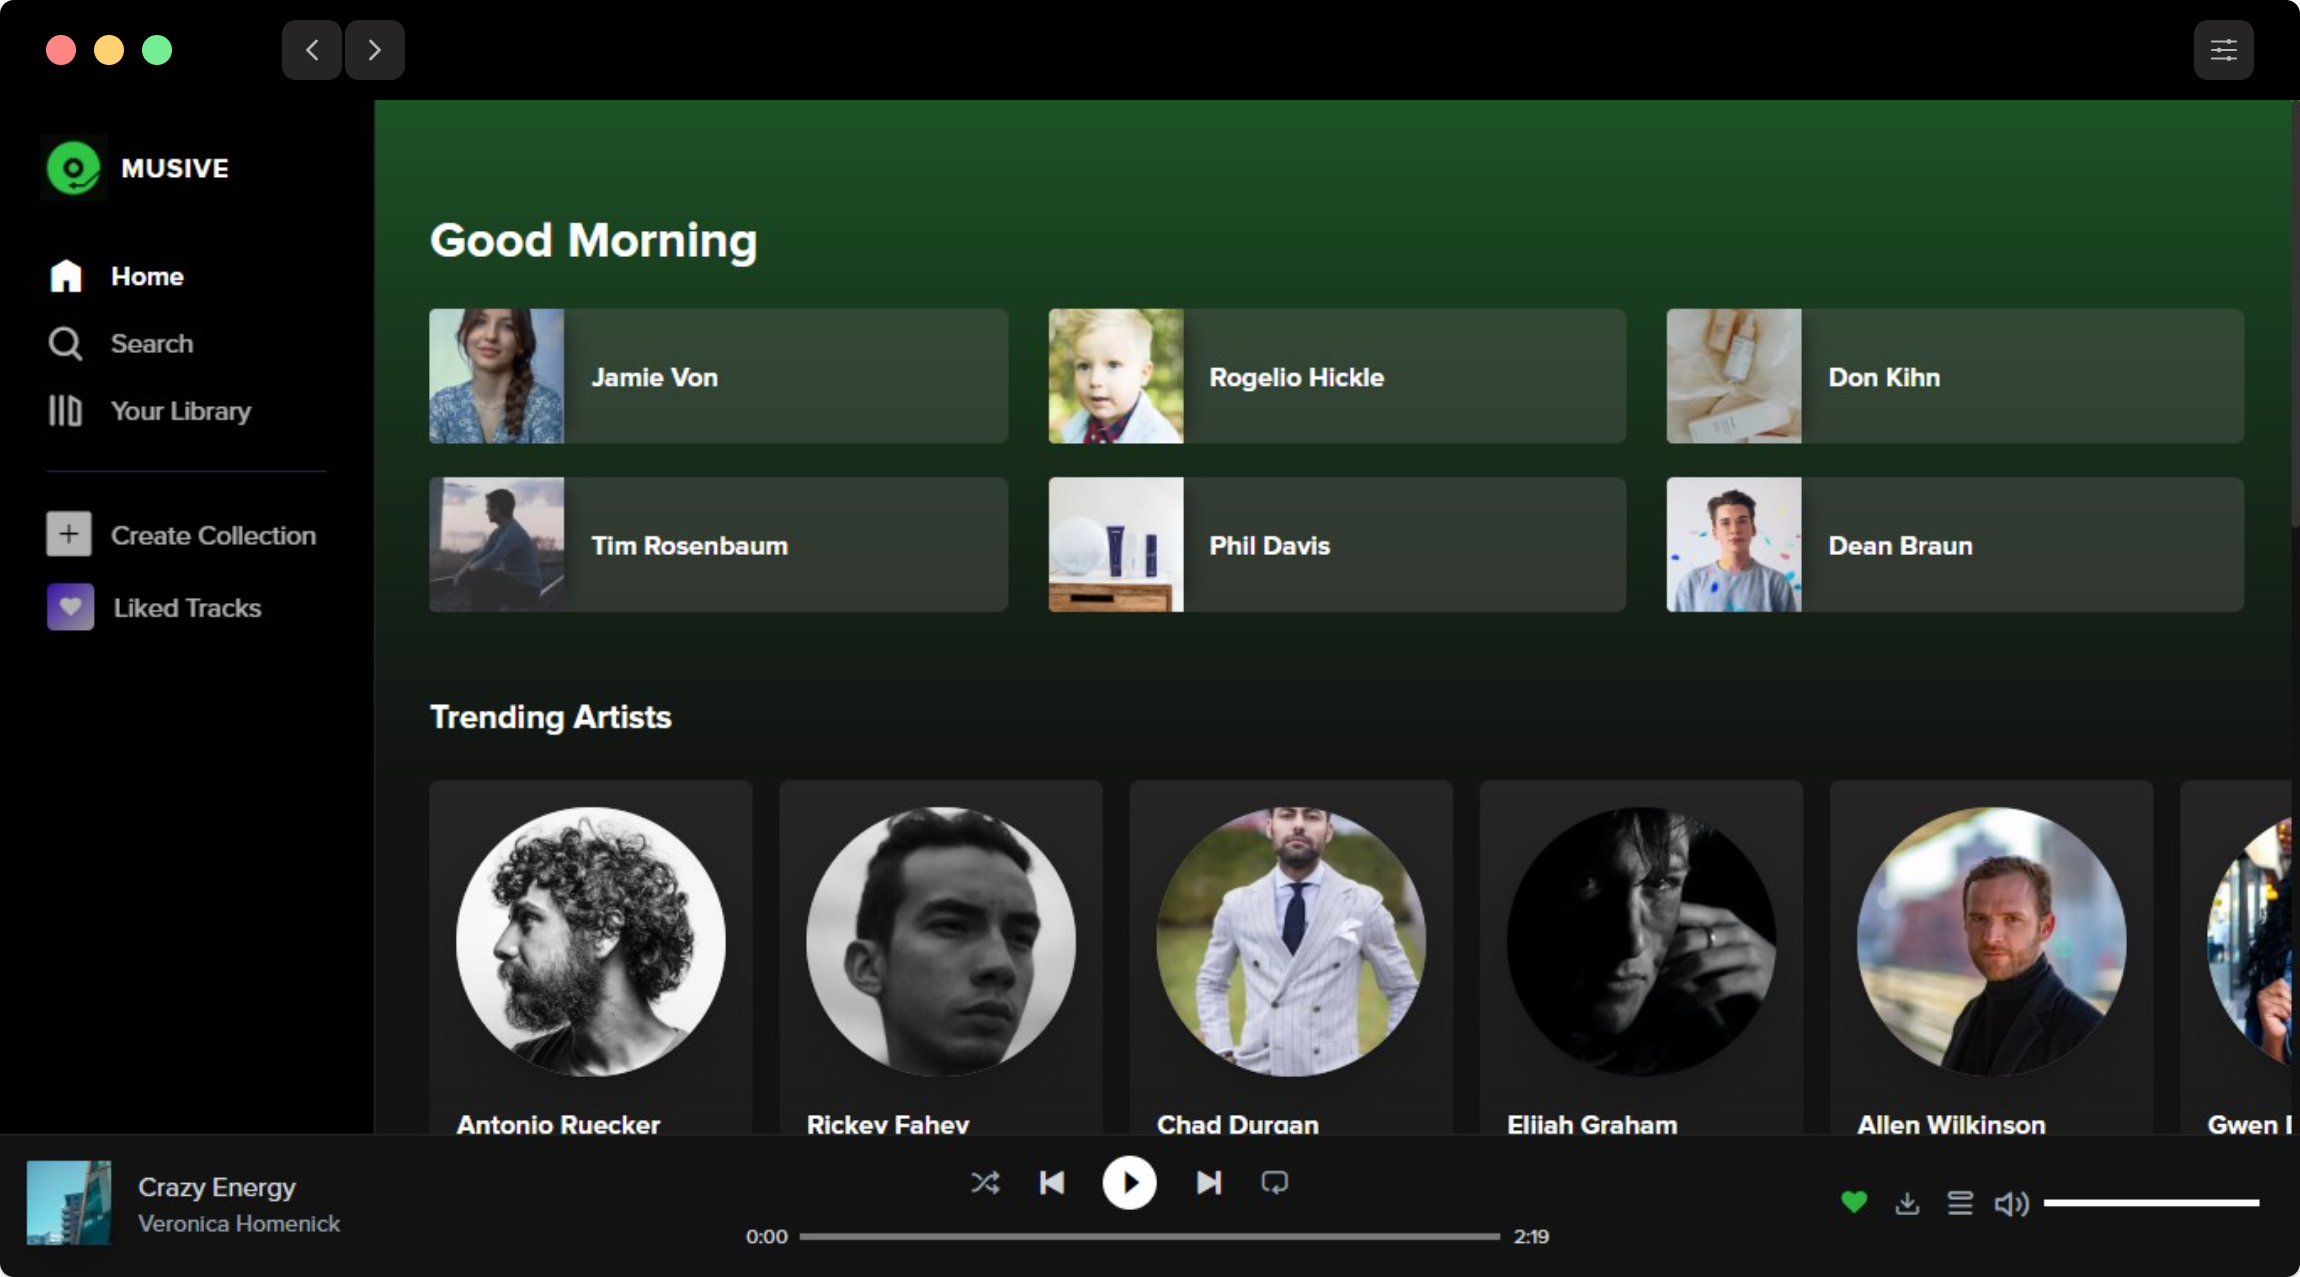 MUSIVE
Home
Search
Your Library
Create Collection
Liked Tracks
Good Morning
Jamie Von
Rogelio Hickle
Don Kihn
Tim Rosenbaum
Phil Davis
Dean Braun
Trending Artists
Antonio Ruecker
Rickey Fahey
Chad Durgan
Elijah Graham
Allen Wilkinson
Gwen
Crazy Energy
Veronica Homenick
0:00
2:19